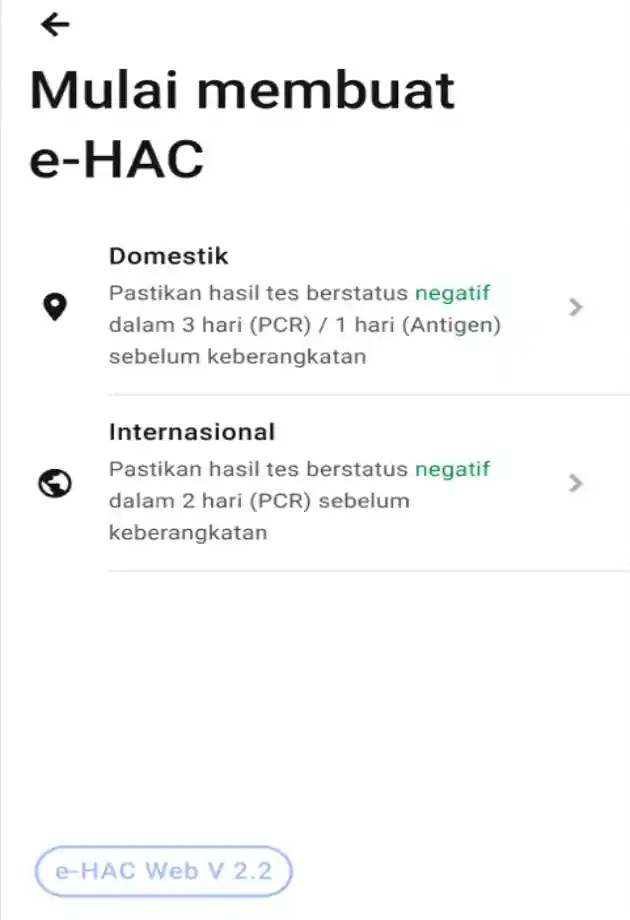 Mulai membuat
e-HAC
Domestik
Pastikan hasil tes berstatus negatif
dalam 3 hari (PCR) / 1 hari (Antigen)
sebelum keberangkatan
Internasional
Pastikan hasil tes berstatus negatif
dalam 2 hari (PCR) sebelum
keberangkatan
e-HAC Web V 2.2